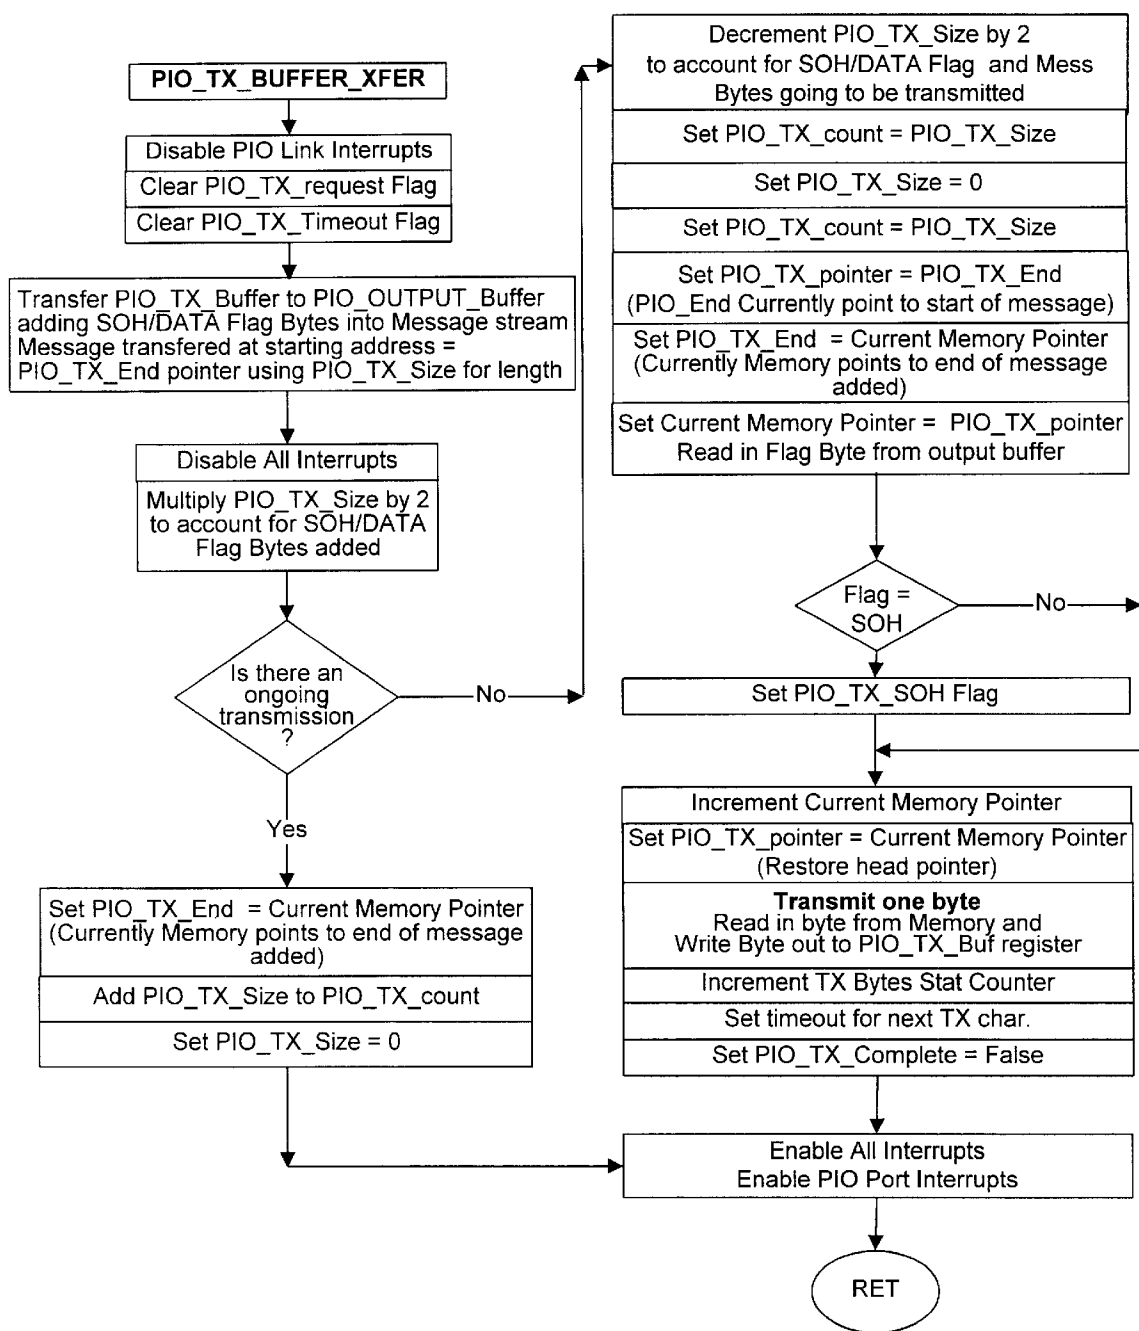 PIO_TX_BUFFER_XFER
Disable PIO Link Interrupts
Clear PIO_TX_request Flag
Clear PIO_TX_Timeout Flag
Transfer PIO_TX_Buffer to PIO_OUTPUT_Buffer
adding SOH/DATA Flag Bytes into Message stream
Message transfered at starting address =
PIO_TX_End pointer using PIO_TX_Size for length
Disable All Interrupts
Multiply PIO_TX_Size by 2
to account for SOH/DATA
Flag Bytes added
Is there an
ongoing
transmission
?
No
Yes
Set PIO_TX_End = Current Memory Pointer
(Currently Memory points to end of message
added)
Add PIO_TX_Size to PIO_TX_count
Set PIO_TX_Size = 0
Decrement PIO_TX_Size by 2
to account for SOH/DATA Flag and Mess
Bytes going to be transmitted
Set PIO_TX_count = PIO_TX_Size
Set PIO_TX_Size = 0
Set PIO_TX_count = PIO_TX_Size
Set PIO_TX_pointer = PIO_TX_End
(PIO_End Currently point to start of message)
Set PIO_TX_End = Current Memory Pointer
(Currently Memory points to end of message
added)
Set Current Memory Pointer = PIO_TX_pointer
Read in Flag Byte from output buffer
Flag =
SOH
No
Set PIO_TX_SOH Flag
Increment Current Memory Pointer
Set PIO_TX_pointer = Current Memory Pointer
(Restore head pointer)
Transmit one byte
Read in byte from Memory and
Write Byte out to PIO_TX_Buf register
Increment TX Bytes Stat Counter
Set timeout for next TX char.
Set PIO_TX_Complete = False
Enable All Interrupts
Enable PIO Port Interrupts
RET